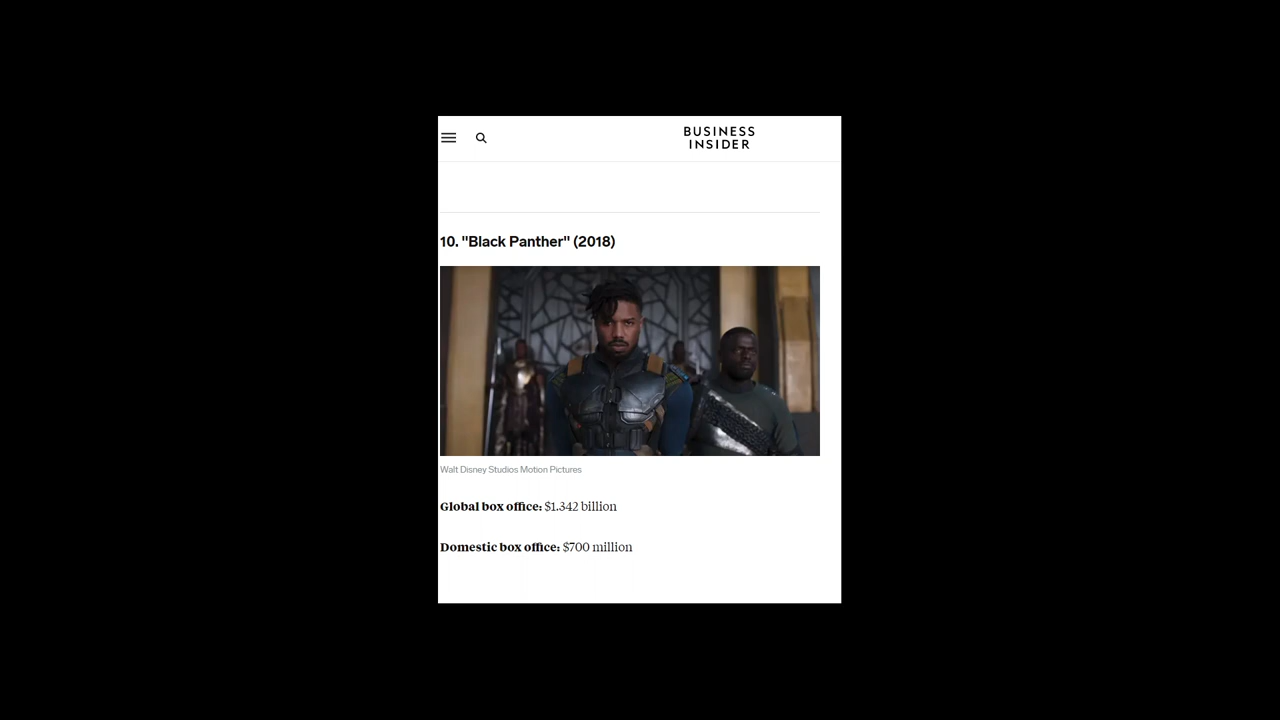 BUSINESS
INSIDER
10. "Black Panther" (2018)
Walt Disney Studios Motion Pictures
Global box office: $1.342 billion
Domestic box office: $700 million